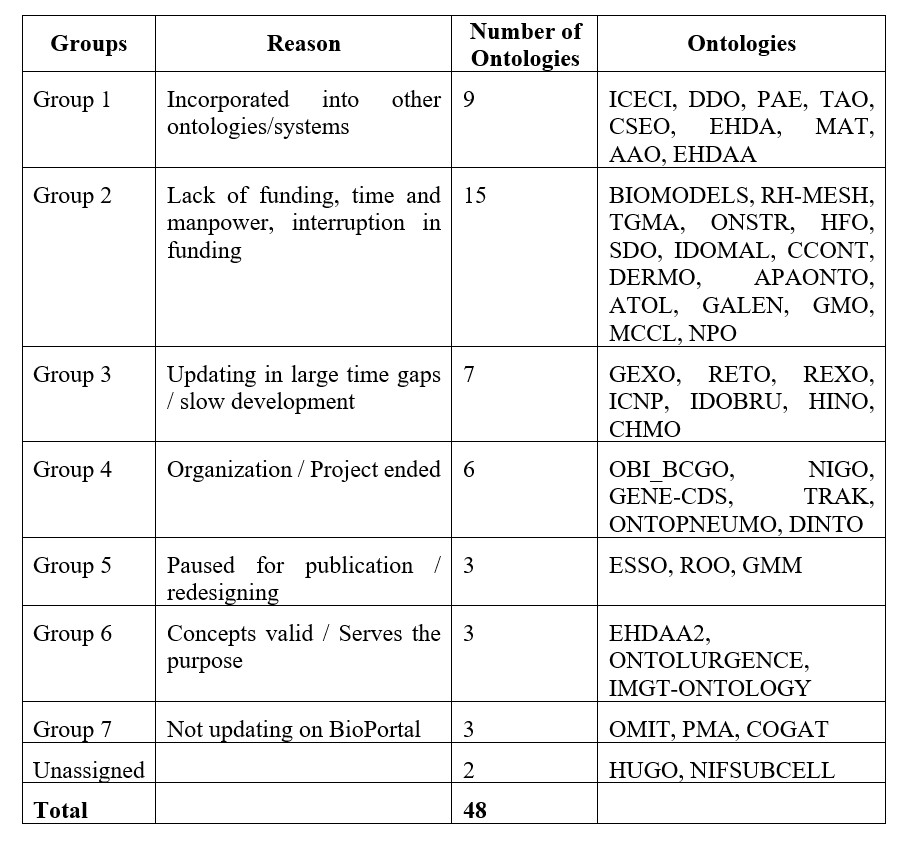 Groups
Reason
Number of
Ontologies
Ontologies
Group 1
Incorporated into other
ontologies/systems
9
ICECI, DDO, PAE, TAO,
CSEO, EHDA, MAT,
AAO, EHDAA
Group 2
Lack of funding, time and
manpower, interruption in
funding
15
BIOMODELS, RH-MESH,
TGMA, ONSTR, HFO,
SDO, IDOMAL, CCONT,
DERMO, APAONTO,
ATOL, GALEN, GMO,
MCCL, NPO
Group 3
Updating in large time gaps
/ slow development
7
GEXO, RETO, REXO,
ICNP, IDOBRU, HINO,
CHMO
Group 4
Organization / Project ended
6
OBI_BCGO, NIGO,
GENE-CDS, TRAK,
ONTOPNEUMO, DINTO
Group 5
Paused for publication /
redesigning
3
ESSO, ROO, GMM
Group 6
Concepts valid / Serves the
purpose
3
EHDAA2,
ONTOLURGENCE,
IMGT-ONTOLOGY
Group 7
Not updating on BioPortal
3
OMIT, PMA, COGAT
Unassigned
2
HUGO, NIFSUBCELL
Total
48